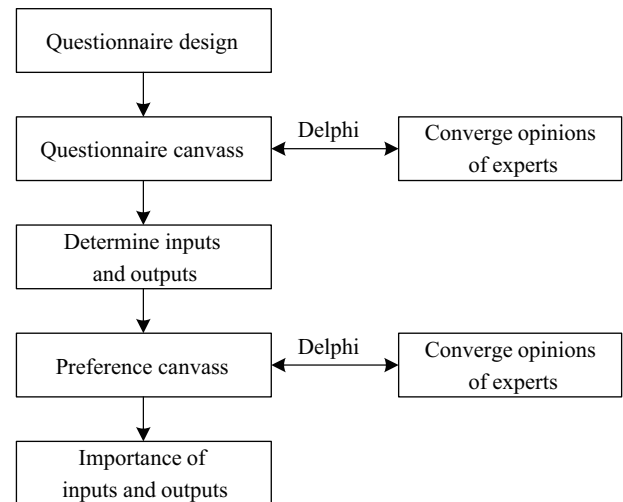 Questionnaire design
Questionnaire canvass
Delphi
Converge opinions
of experts
Determine inputs
and outputs
Preference canvass
Delphi
Converge opinions
of experts
Importance of
inputs and outputs